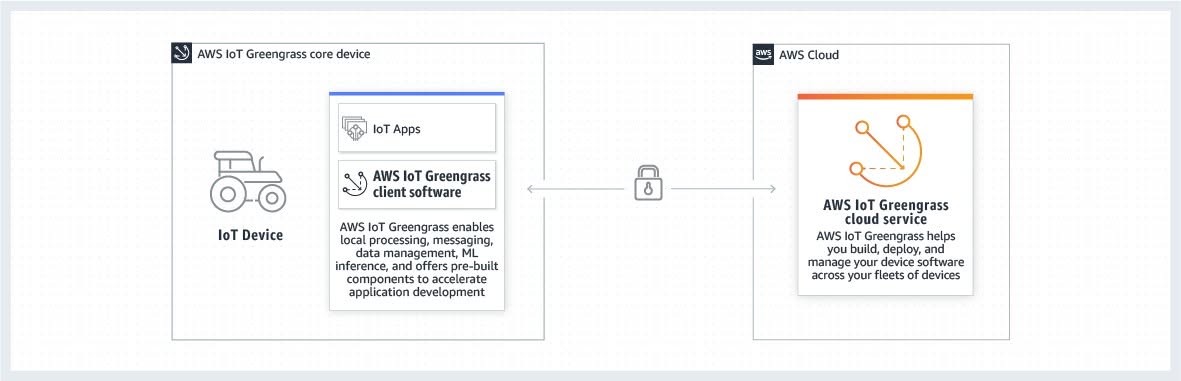 AWS IoT Greengrass core device
IoT Device
IoT Apps
AWS IoT Greengrass
client software
AWS IoT Greengrass enables
local processing, messaging,
data management, ML
inference, and offers pre-built
components to accelerate
application development
aws
AWS Cloud
AWS IoT Greengrass
cloud service
AWS IoT Greengrass helps
you build, deploy, and
manage your device software
across your fleets of devices